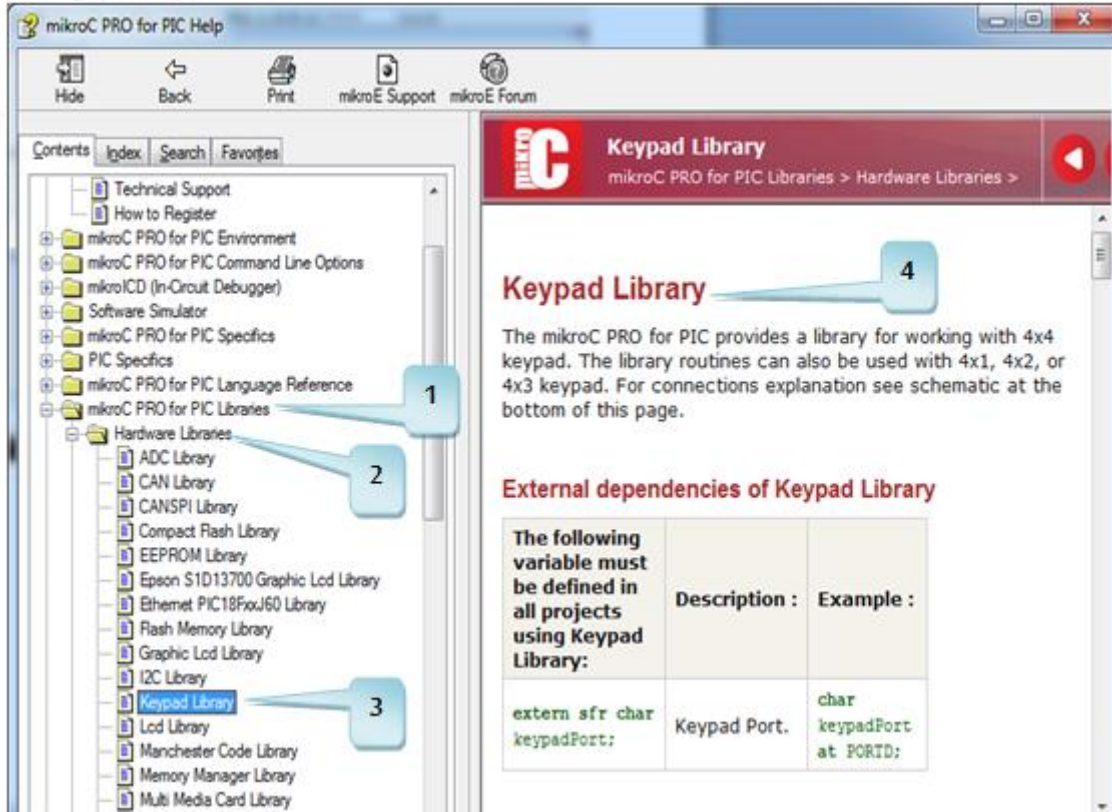 mikroC PRO for PIC Help
Hide Back Print mikroE Support mikroE Forum
Contents Index Search Favorites
Technical Support
How to Register
mikroC PRO for PIC Environment
mikroC PRO for PIC Command Line Options
mikroICD (In-Circuit Debugger)
Software Simulator
mikroC PRO for PIC Specifics
PIC Specifics
mikroC PRO for PIC Language Reference
mikroC PRO for PIC Libraries
1
Hardware Libraries
2
ADC Library
CAN Library
CANSPI Library
Compact Flash Library
EEPROM Library
Epson S1D13700 Graphic Lcd Library
Ethernet PIC18FxxJ60 Library
Flash Memory Library
Graphic Lcd Library
I2C Library
Keypad Library
3
Lcd Library
Manchester Code Library
Memory Manager Library
Multi Media Card Library
mikro C
Keypad Library
mikroC PRO for PIC Libraries > Hardware Libraries >
Keypad Library
4
The mikroC PRO for PIC provides a library for working with 4x4
keypad. The library routines can also be used with 4x1, 4x2, or
4x3 keypad. For connections explanation see schematic at the
bottom of this page.
External dependencies of Keypad Library
The following
variable must
be defined in
all projects
using Keypad
Library:
Description :
Example :
extern sfr char
keypadPort;
Keypad Port.
char
keypadPort
at PORTD;